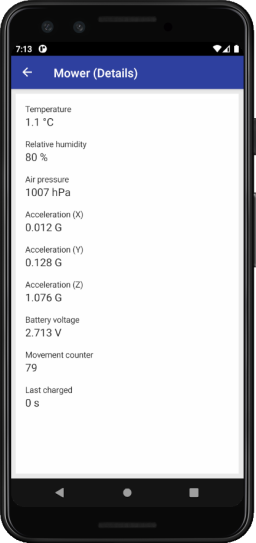 7:13
Mower (Details)
Temperature
1.1 °C
Relative humidity
80 %
Air pressure
1007 hPa
Acceleration (X)
0.012 G
Acceleration (Y)
0.128 G
Acceleration (Z)
1.076 G
Battery voltage
2.713 V
Movement counter
79
Last charged
0 s